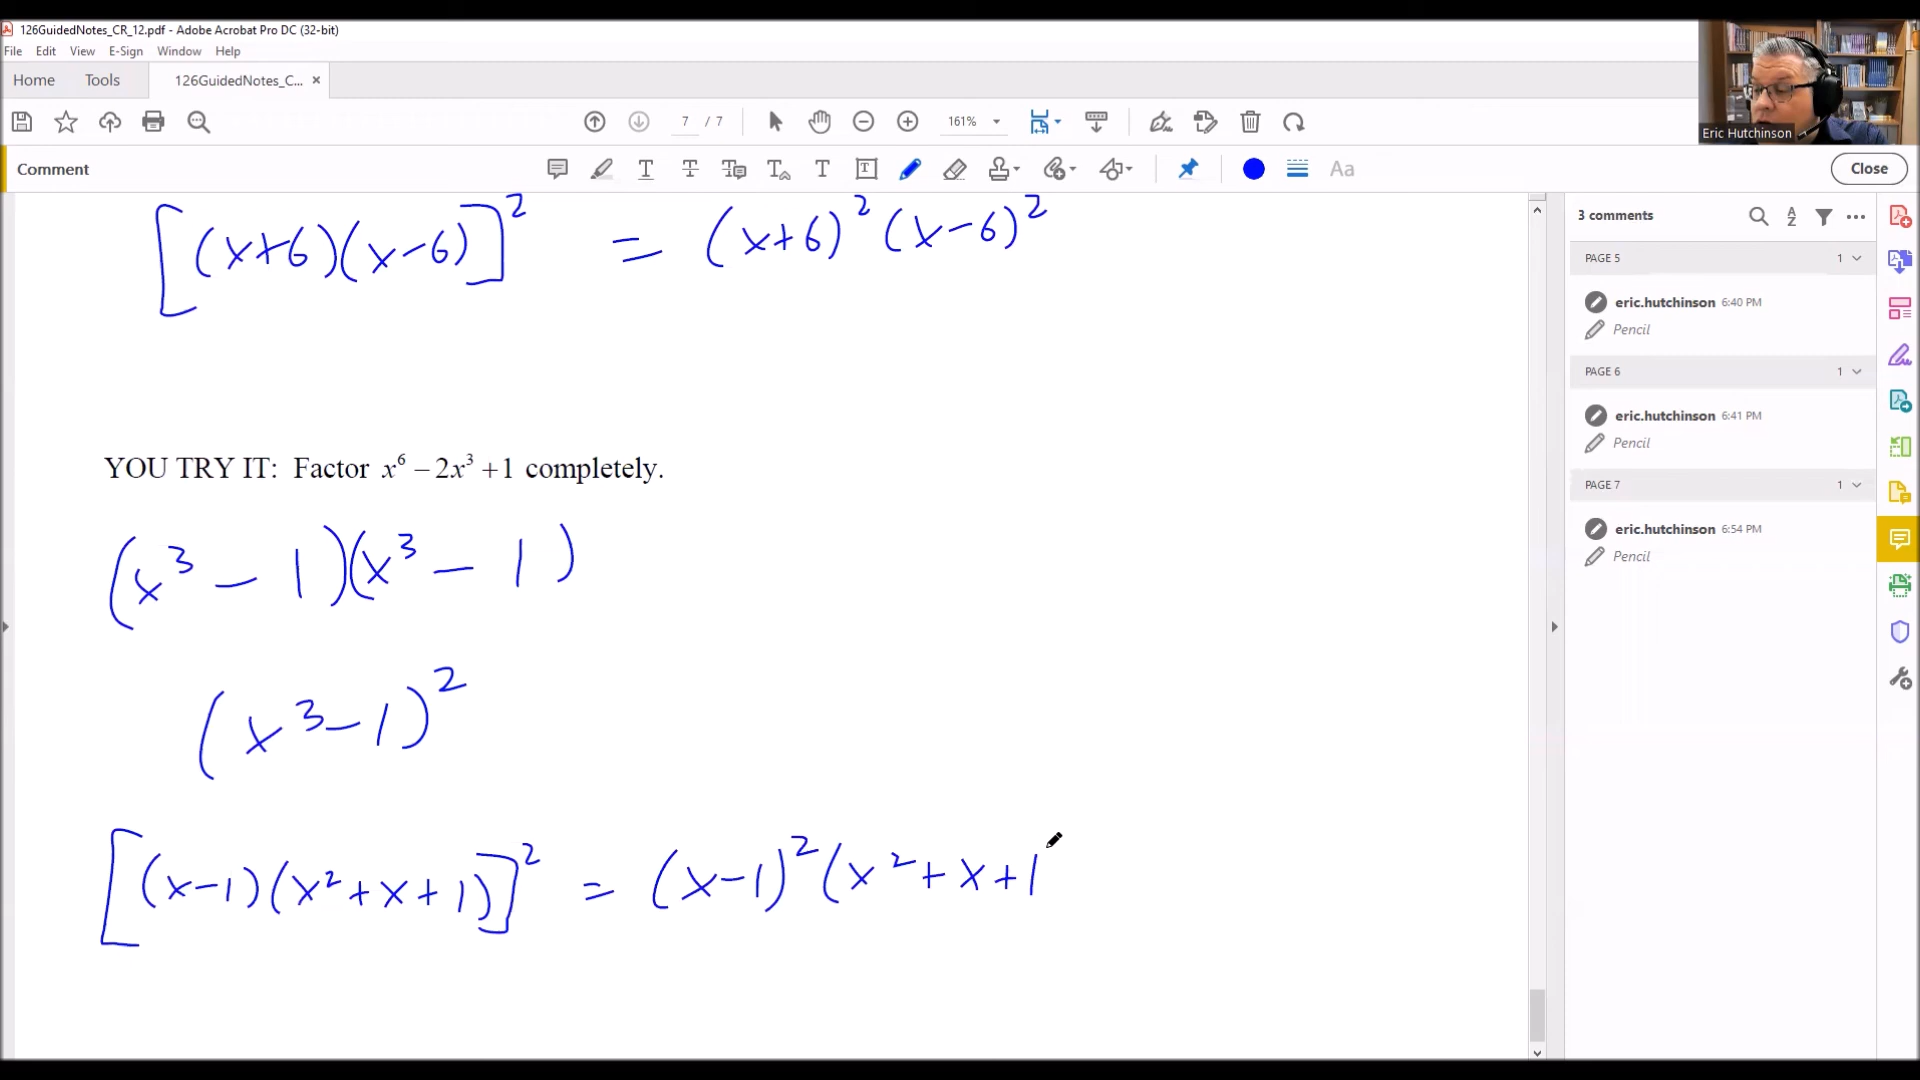 126GuidedNotes_CR_12.pdf - Adobe Acrobat Pro DC (32-bit)
File Edit View E-Sign Window Help
Home Tools 126GuidedNotes_C... ×
7 / 7 161%
Comment Aa Close
Eric Hutchinson
[(x+6)(x-6)]² = (x+6)²(x-6)²
YOU TRY IT: Factor x⁶ – 2x³ +1 completely.
(x³ - 1)(x³ - 1)
(x³-1)²
[(x-1)(x²+x+1)]² = (x-1)²(x²+x+1
3 comments
PAGE 5 1
eric.hutchinson 6:40 PM
Pencil
PAGE 6 1
eric.hutchinson 6:41 PM
Pencil
PAGE 7 1
eric.hutchinson 6:54 PM
Pencil